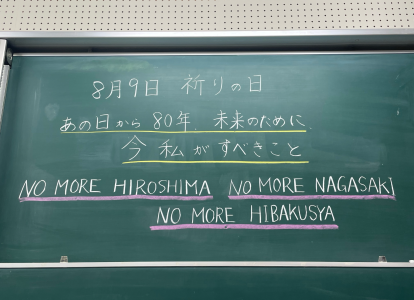 8月9日 祈りの日
あの日から80年 未来のために
今 私がすべきこと
NO MORE HIROSHIMA NO MORE NAGASAKI
NO MORE HIBAKUSYA